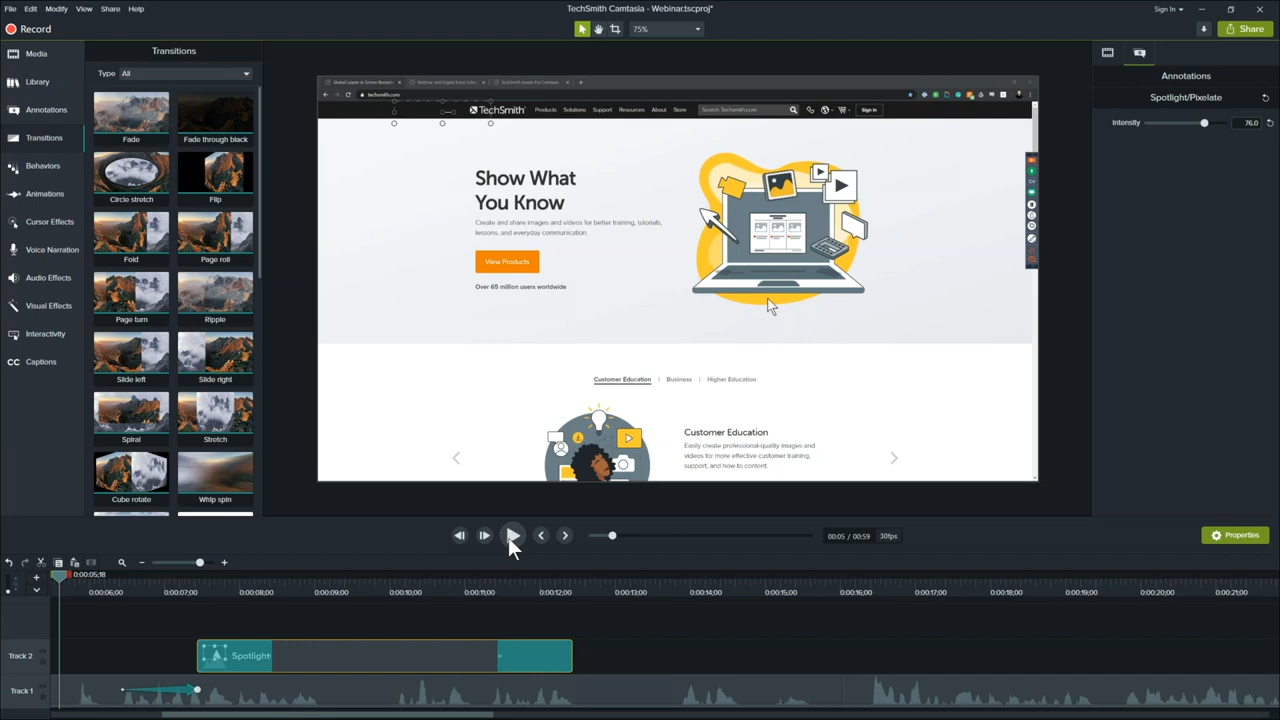 File Edit Modify View Share Help
TechSmith Camtasia - Webinar.tscproj*
Sign In
Record
75%
Share
Media
Library
Annotations
Transitions
Behaviors
Animations
Cursor Effects
Voice Narration
Audio Effects
Visual Effects
Interactivity
CC Captions
Transitions
Type All
Fade
Fade through black
Circle stretch
Flip
Fold
Page roll
Page turn
Ripple
Slide left
Slide right
Spiral
Stretch
Cube rotate
Whip spin
techsmith.com
TechSmith Products Solutions Support Resources About Store Search Techsmith.com Sign In
Show What
You Know
Create and share images and videos for better training, tutorials,
lessons, and everyday communication.
View Products
Over 65 million users worldwide
Customer Education | Business | Higher Education
Customer Education
Easily create professional-quality images and
videos for more effective customer training,
support, and how to content.
Annotations
Spotlight/Pixelate
Intensity 76.0
00:05 / 00:59 30fps
Properties
0:00:05;18
0:00:06;00 0:00:07;00 0:00:08;00 0:00:09;00 0:00:10;00 0:00:11;00 0:00:12;00 0:00:13;00 0:00:14;00 0:00:15;00 0:00:16;00 0:00:17;00 0:00:18;00 0:00:19;00 0:00:20;00 0:00:21;00
Track 2
Spotlight
Track 1